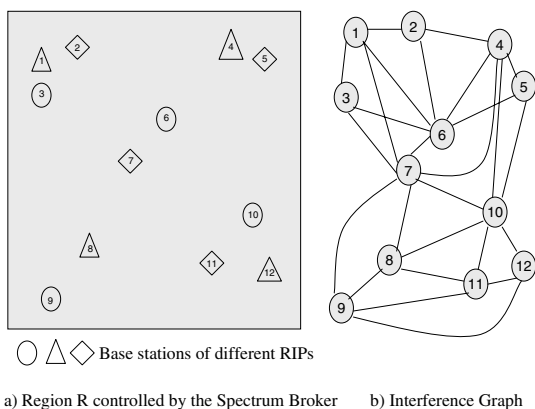 1 2 4 5
3 6
7
8 10
11 12
9
1 2 4
3 6 5
7
10
8 11 12
9
Base stations of different RIPs
a) Region R controlled by the Spectrum Broker b) Interference Graph